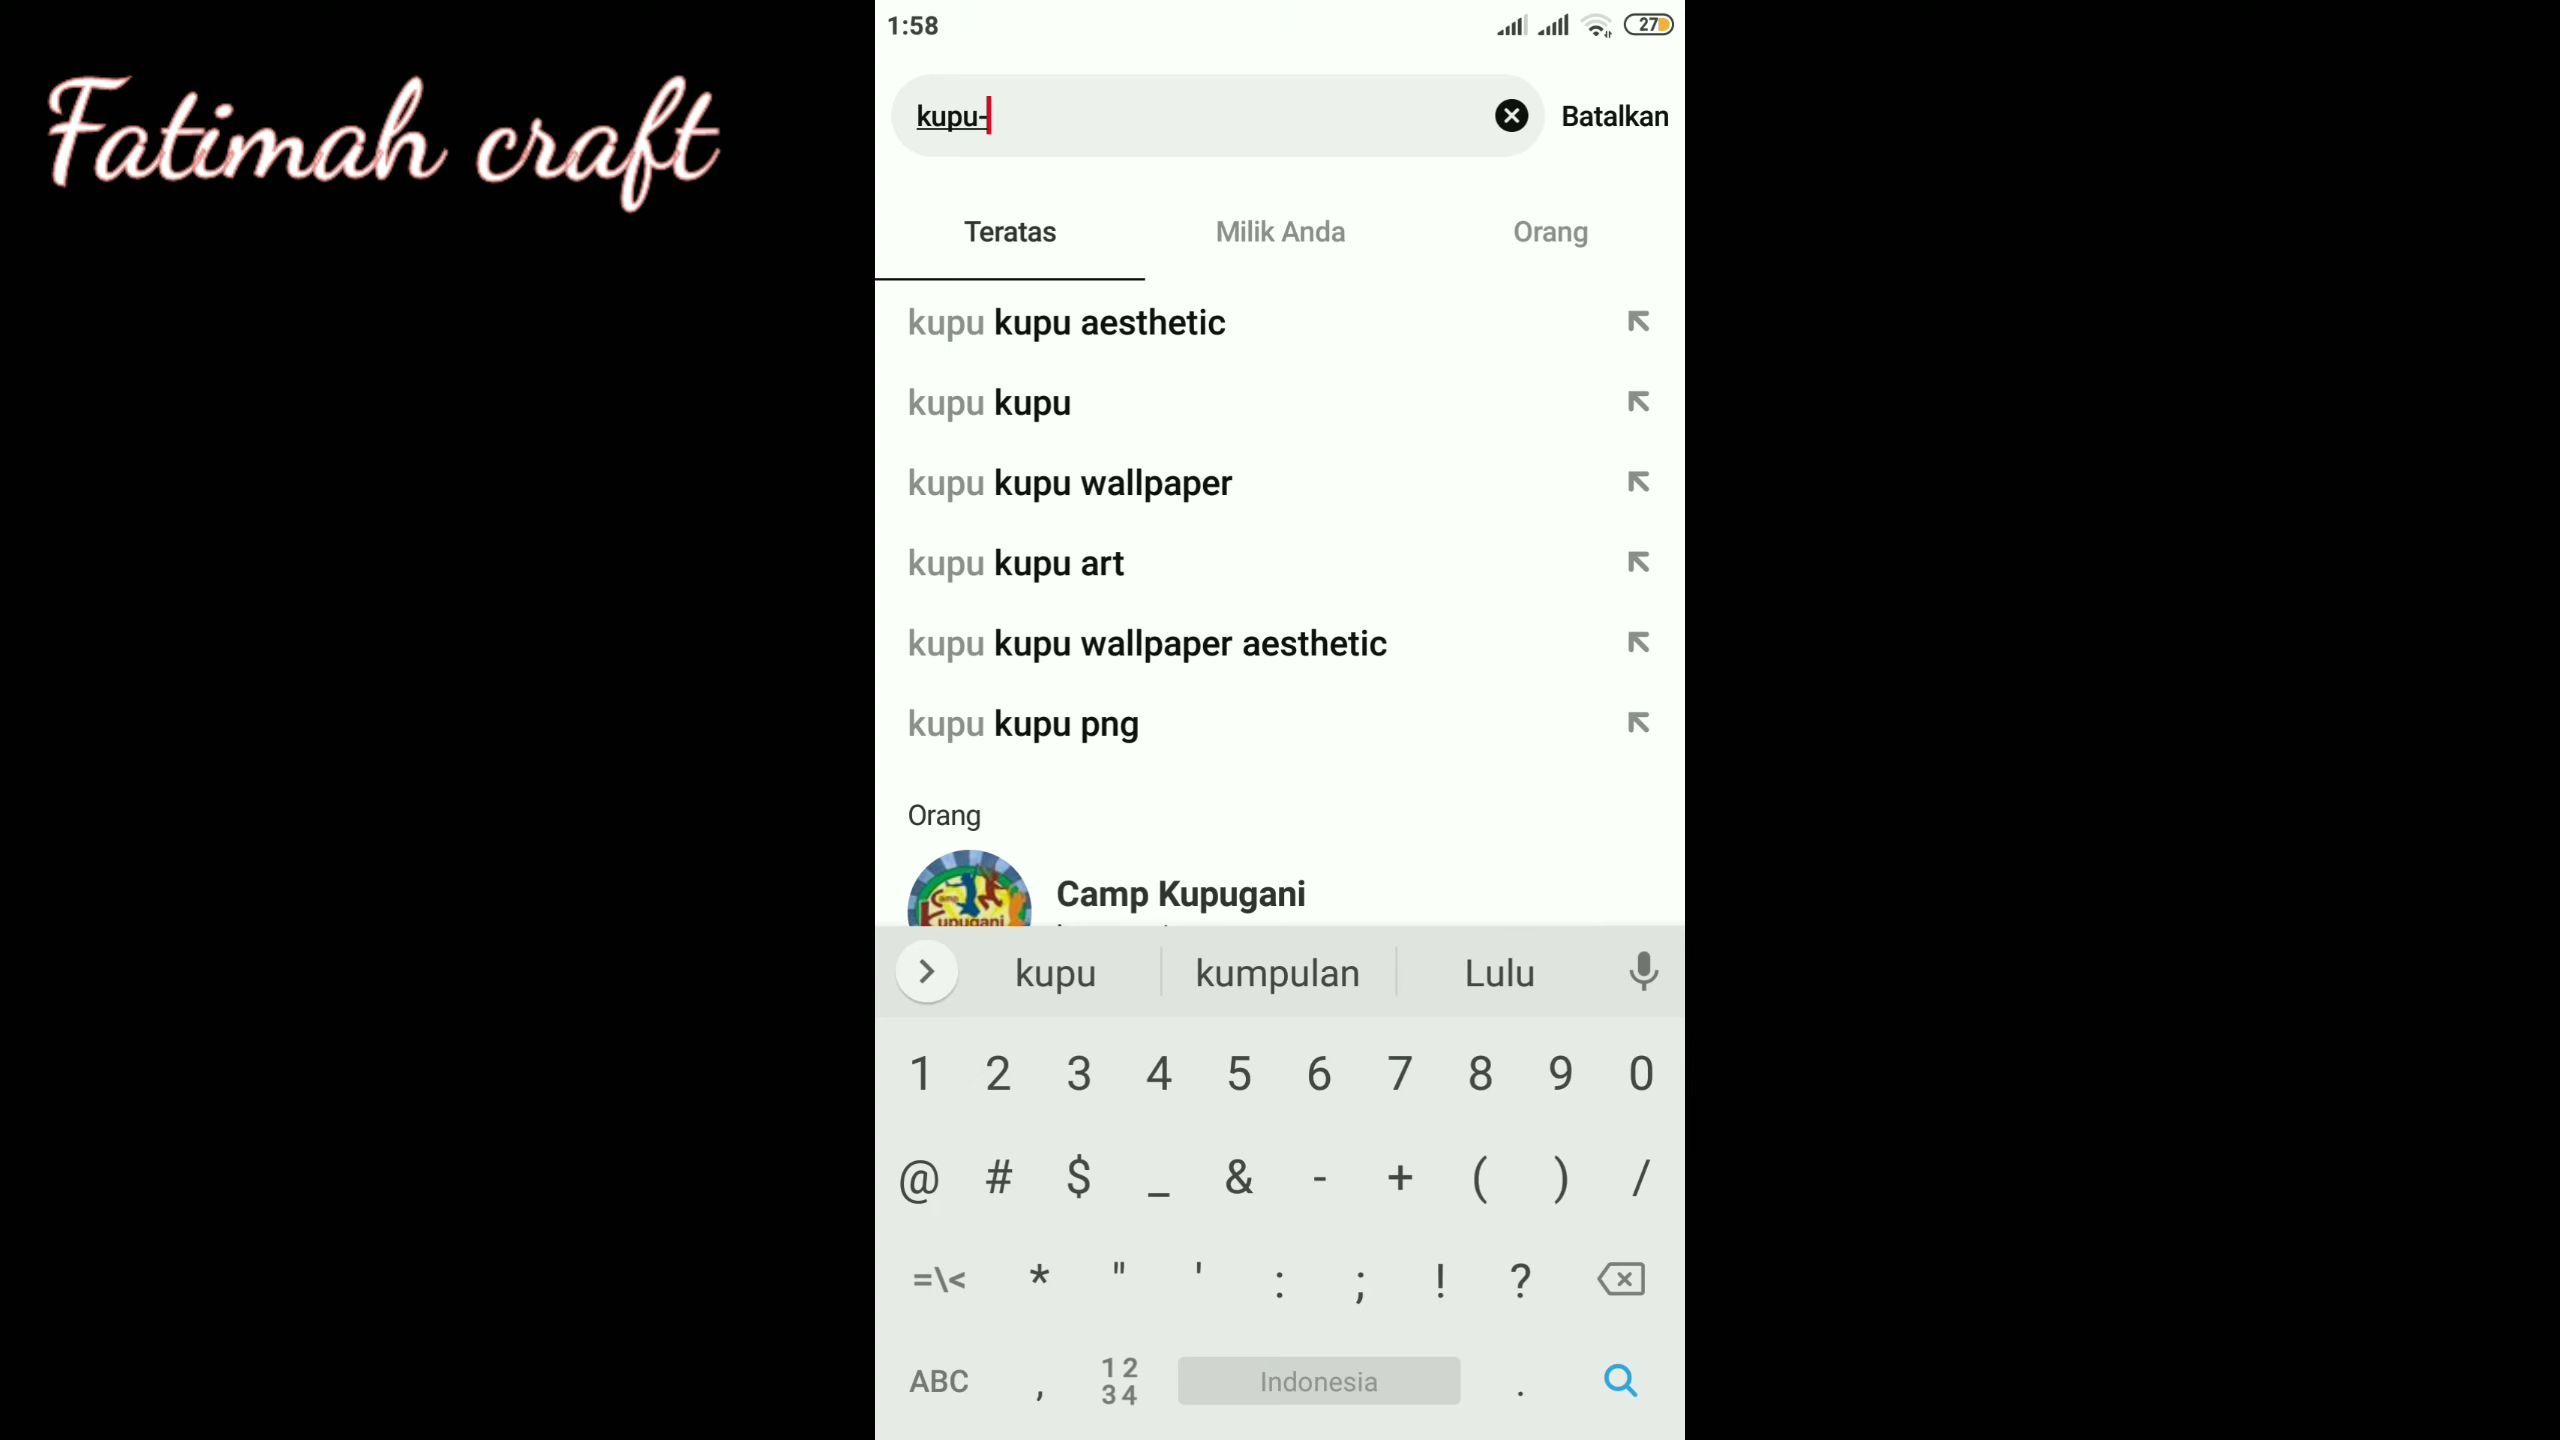 Fatimah craft
1:58
27
kupu-
Batalkan
Teratas
Milik Anda
Orang
kupu kupu aesthetic
kupu kupu
kupu kupu wallpaper
kupu kupu art
kupu kupu wallpaper aesthetic
kupu kupu png
Orang
Camp Kupugani
Camp
Kupugani
kupu
kumpulan
Lulu
1 2 3 4 5 6 7 8 9 0
@ # $ _ & - + ( ) /
=\< * " ' : ; ! ?
ABC , 12 34 Indonesia .